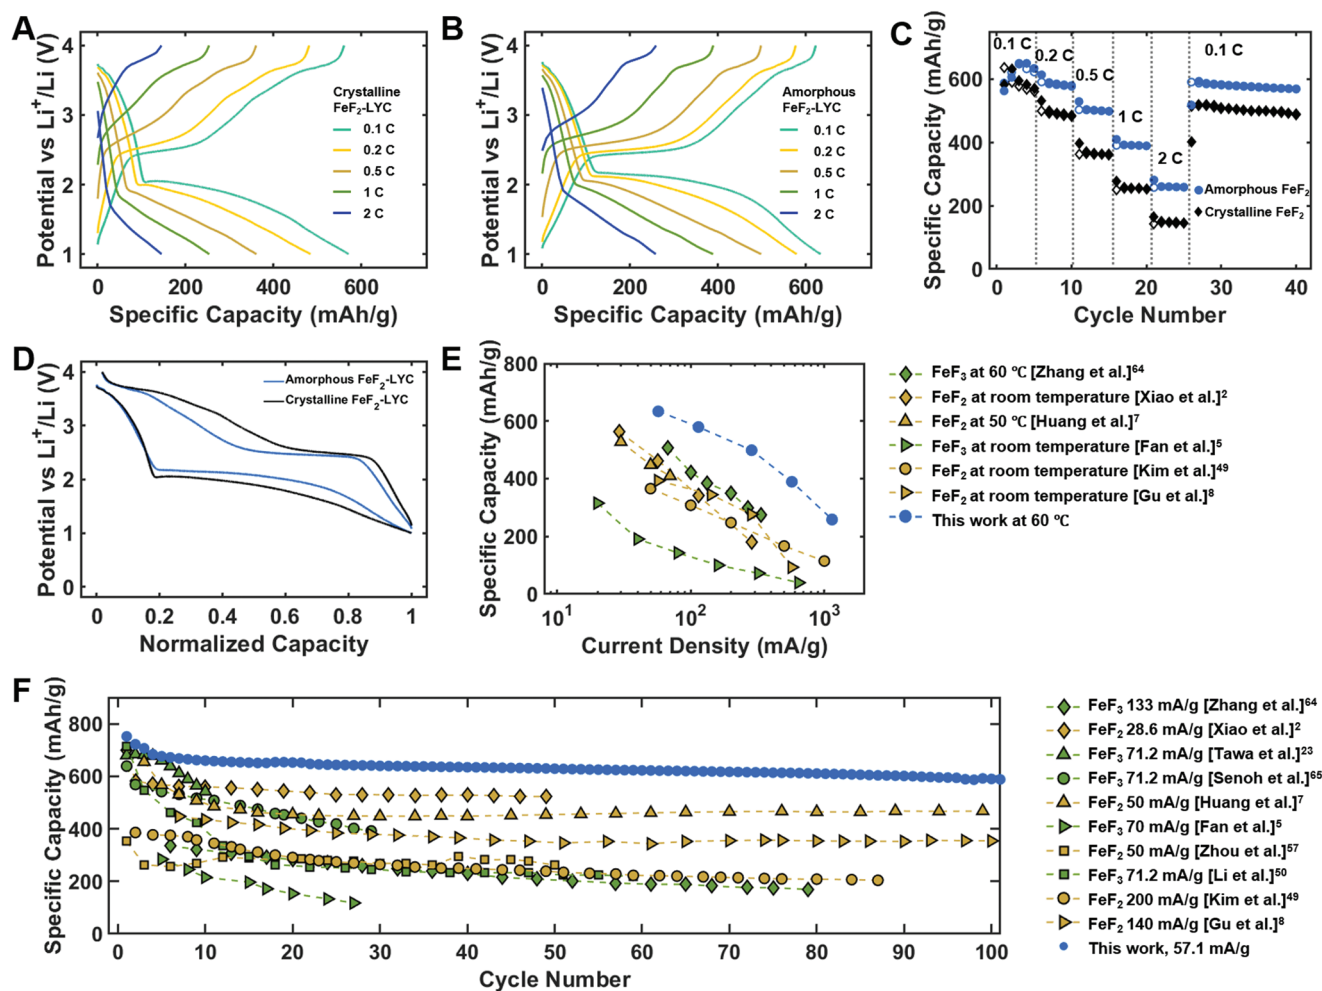 A
Potential vs Li⁺/Li (V)
4
3
2
1
Crystalline
FeF₂-LYC
0.1 C
0.2 C
0.5 C
1 C
2 C
0 200 400 600
Specific Capacity (mAh/g)
B
Potential vs Li⁺/Li (V)
4
3
2
1
Amorphous
FeF₂-LYC
0.1 C
0.2 C
0.5 C
1 C
2 C
0 200 400 600
Specific Capacity (mAh/g)
C
Specific Capacity (mAh/g)
600
400
200
0
0.1 C
0.2 C
0.5 C
1 C
2 C
0.1 C
Amorphous FeF₂
Crystalline FeF₂
0 10 20 30 40
Cycle Number
D
Potential vs Li⁺/Li (V)
4
3
2
1
0
Amorphous FeF₂-LYC
Crystalline FeF₂-LYC
0 0.2 0.4 0.6 0.8 1
Normalized Capacity
E
Specific Capacity (mAh/g)
800
600
400
200
0
10¹ 10² 10³
Current Density (mA/g)
FeF₃ at 60 ℃ [Zhang et al.]⁶⁴
FeF₂ at room temperature [Xiao et al.]²
FeF₂ at 50 ℃ [Huang et al.]⁷
FeF₃ at room temperature [Fan et al.]⁵
FeF₂ at room temperature [Kim et al.]⁴⁹
FeF₂ at room temperature [Gu et al.]⁸
This work at 60 ℃
F
Specific Capacity (mAh/g)
800
600
400
200
0
0 10 20 30 40 50 60 70 80 90 100
Cycle Number
FeF₃ 133 mA/g [Zhang et al.]⁶⁴
FeF₂ 28.6 mA/g [Xiao et al.]²
FeF₃ 71.2 mA/g [Tawa et al.]²³
FeF₃ 71.2 mA/g [Senoh et al.]⁶⁵
FeF₂ 50 mA/g [Huang et al.]⁷
FeF₃ 70 mA/g [Fan et al.]⁵
FeF₂ 50 mA/g [Zhou et al.]⁵⁷
FeF₃ 71.2 mA/g [Li et al.]⁵⁰
FeF₂ 200 mA/g [Kim et al.]⁴⁹
FeF₂ 140 mA/g [Gu et al.]⁸
This work, 57.1 mA/g